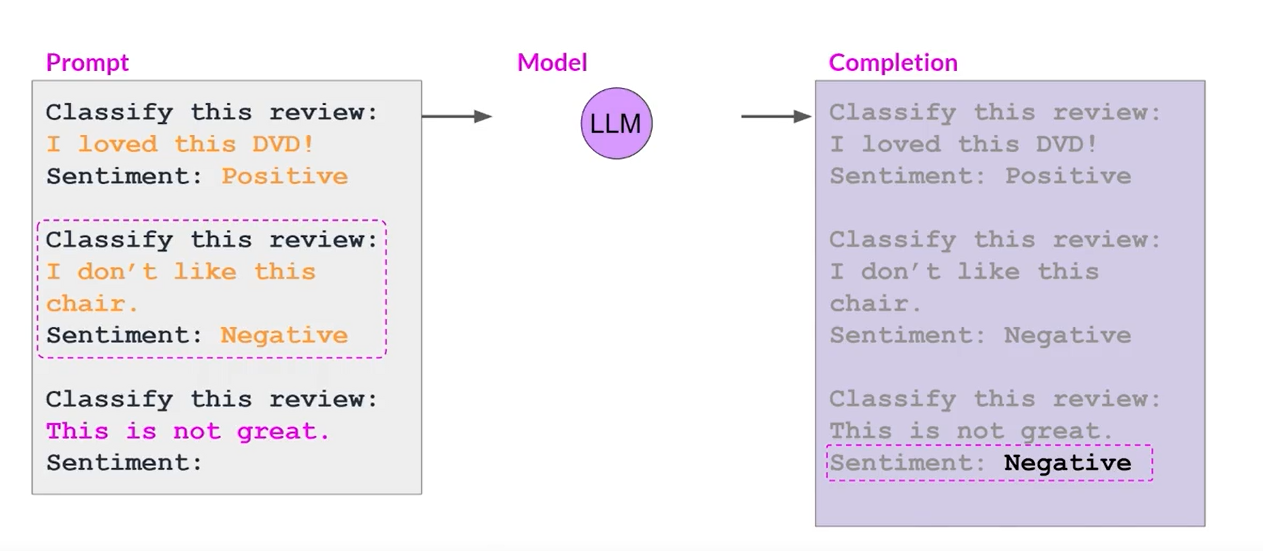 Prompt
Classify this review:
I loved this DVD!
Sentiment: Positive
Classify this review:
I don’t like this
chair.
Sentiment: Negative
Classify this review:
This is not great.
Sentiment:
Model
LLM
Completion
Classify this review:
I loved this DVD!
Sentiment: Positive
Classify this review:
I don’t like this
chair.
Sentiment: Negative
Classify this review:
This is not great.
Sentiment: Negative